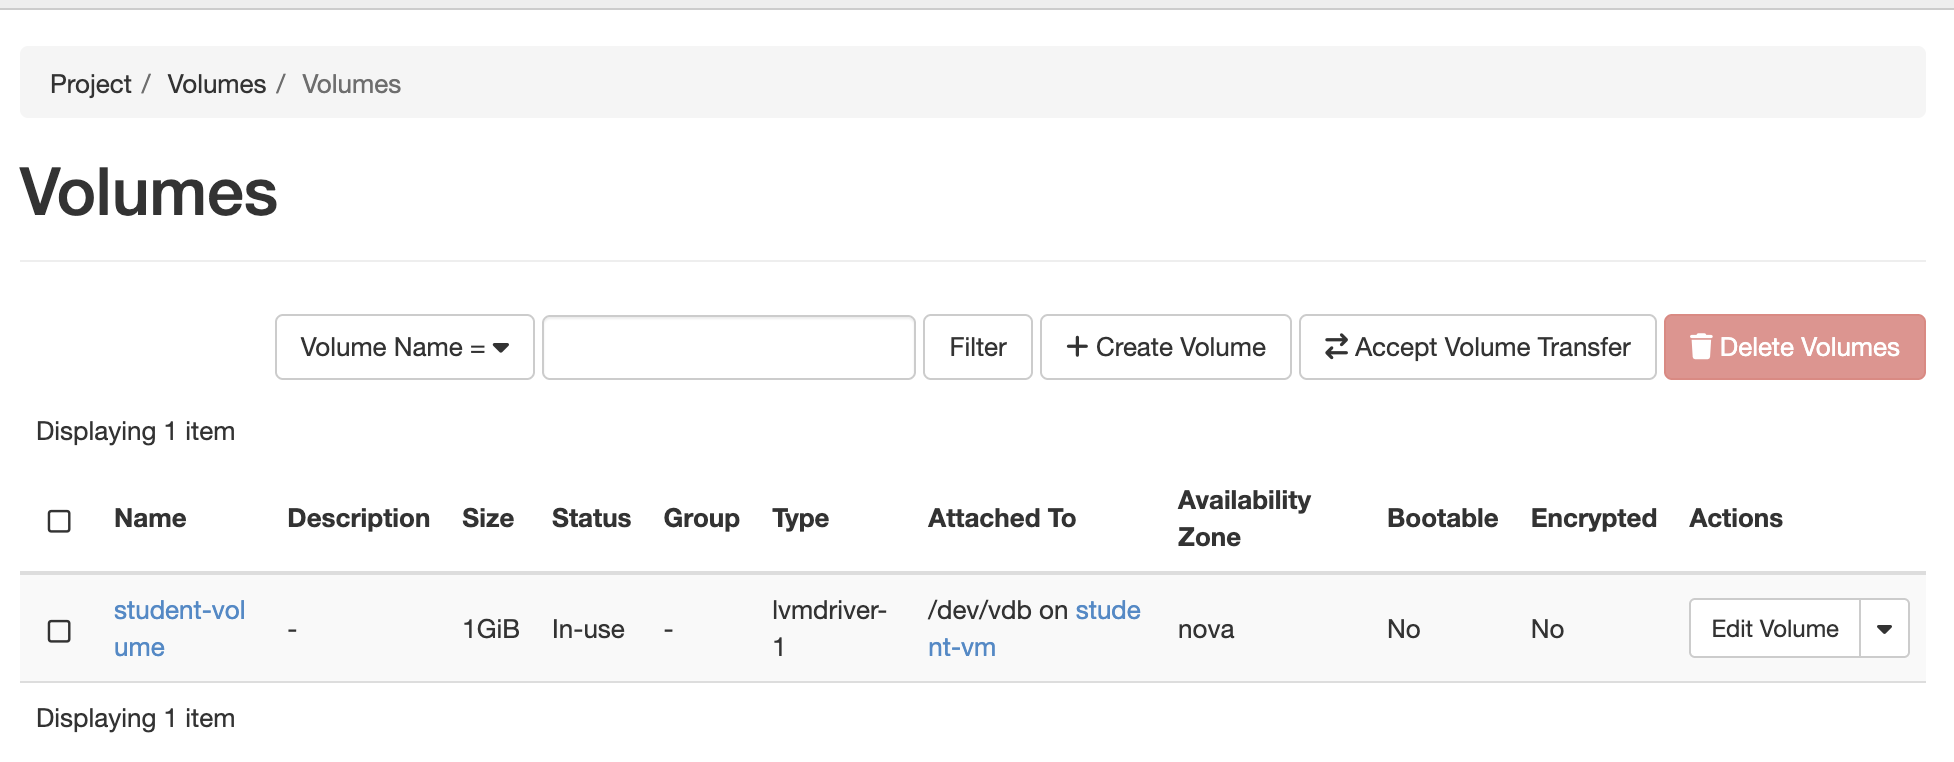 Project / Volumes / Volumes
Volumes
Volume Name =
Filter
Create Volume
Accept Volume Transfer
Delete Volumes
Displaying 1 item
Name Description Size Status Group Type Attached To Availability Zone Bootable Encrypted Actions
student-vol
ume
-
1GiB
In-use
-
lvmdriver-
1
/dev/vdb on stude
nt-vm
nova
No
No
Edit Volume
Displaying 1 item